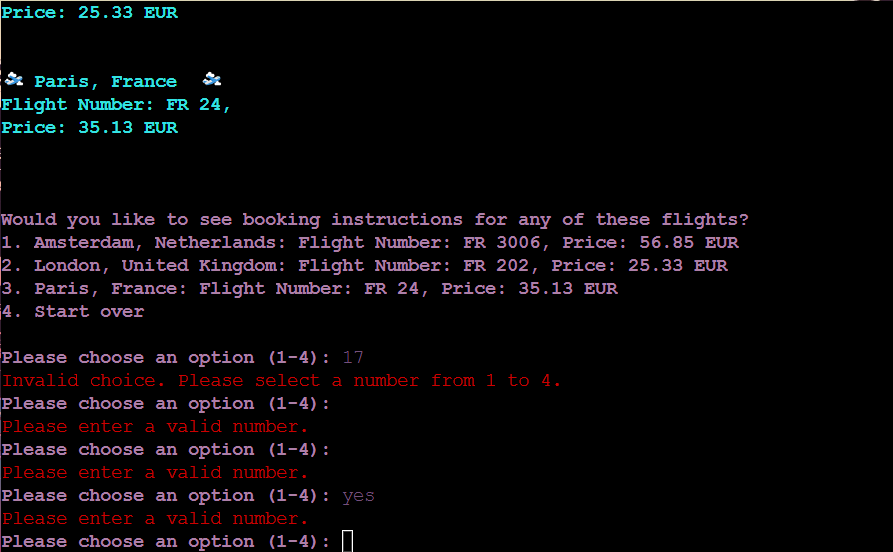 Price: 25.33 EUR
Paris, France
Flight Number: FR 24,
Price: 35.13 EUR
Would you like to see booking instructions for any of these flights?
1. Amsterdam, Netherlands: Flight Number: FR 3006, Price: 56.85 EUR
2. London, United Kingdom: Flight Number: FR 202, Price: 25.33 EUR
3. Paris, France: Flight Number: FR 24, Price: 35.13 EUR
4. Start over
Please choose an option (1-4): 17
Invalid choice. Please select a number from 1 to 4.
Please choose an option (1-4):
Please enter a valid number.
Please choose an option (1-4):
Please enter a valid number.
Please choose an option (1-4): yes
Please enter a valid number.
Please choose an option (1-4):